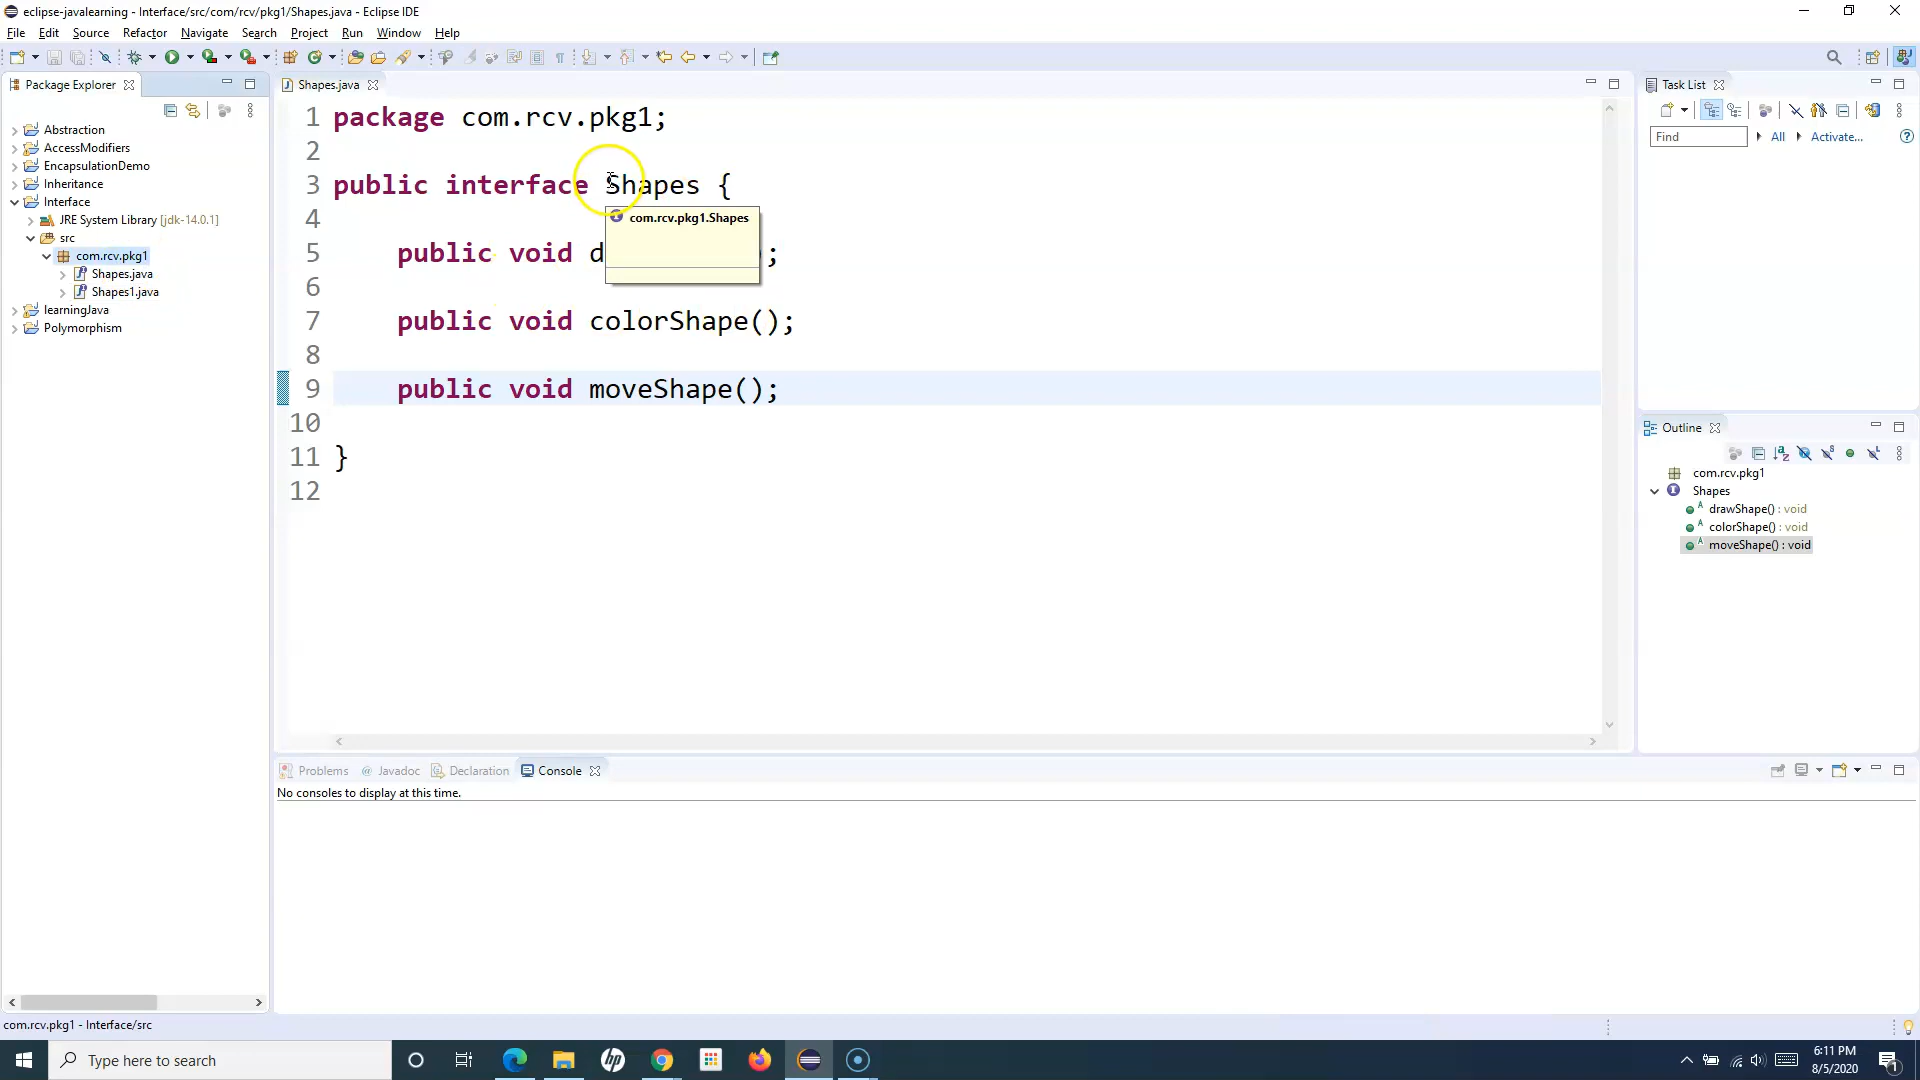 eclipse-javalearning - Interface/src/com/rcv/pkg1/Shapes.java - Eclipse IDE
File Edit Source Refactor Navigate Search Project Run Window Help
Package Explorer
Abstraction
AccessModifiers
EncapsulationDemo
Inheritance
Interface
JRE System Library [jdk-14.0.1]
src
com.rcv.pkg1
Shapes.java
Shapes1.java
learningJava
Polymorphism
Shapes.java
1 package com.rcv.pkg1;
2
3 public interface Shapes {
4
com.rcv.pkg1.Shapes
5 public void d ;
6
7 public void colorShape();
8
9 public void moveShape();
10
11 }
12
Task List
Find All Activate...
Outline
com.rcv.pkg1
Shapes
drawShape() : void
colorShape() : void
moveShape() : void
Problems @ Javadoc Declaration Console
No consoles to display at this time.
com.rcv.pkg1 - Interface/src
Type here to search
hp
6:11 PM
8/5/2020
1